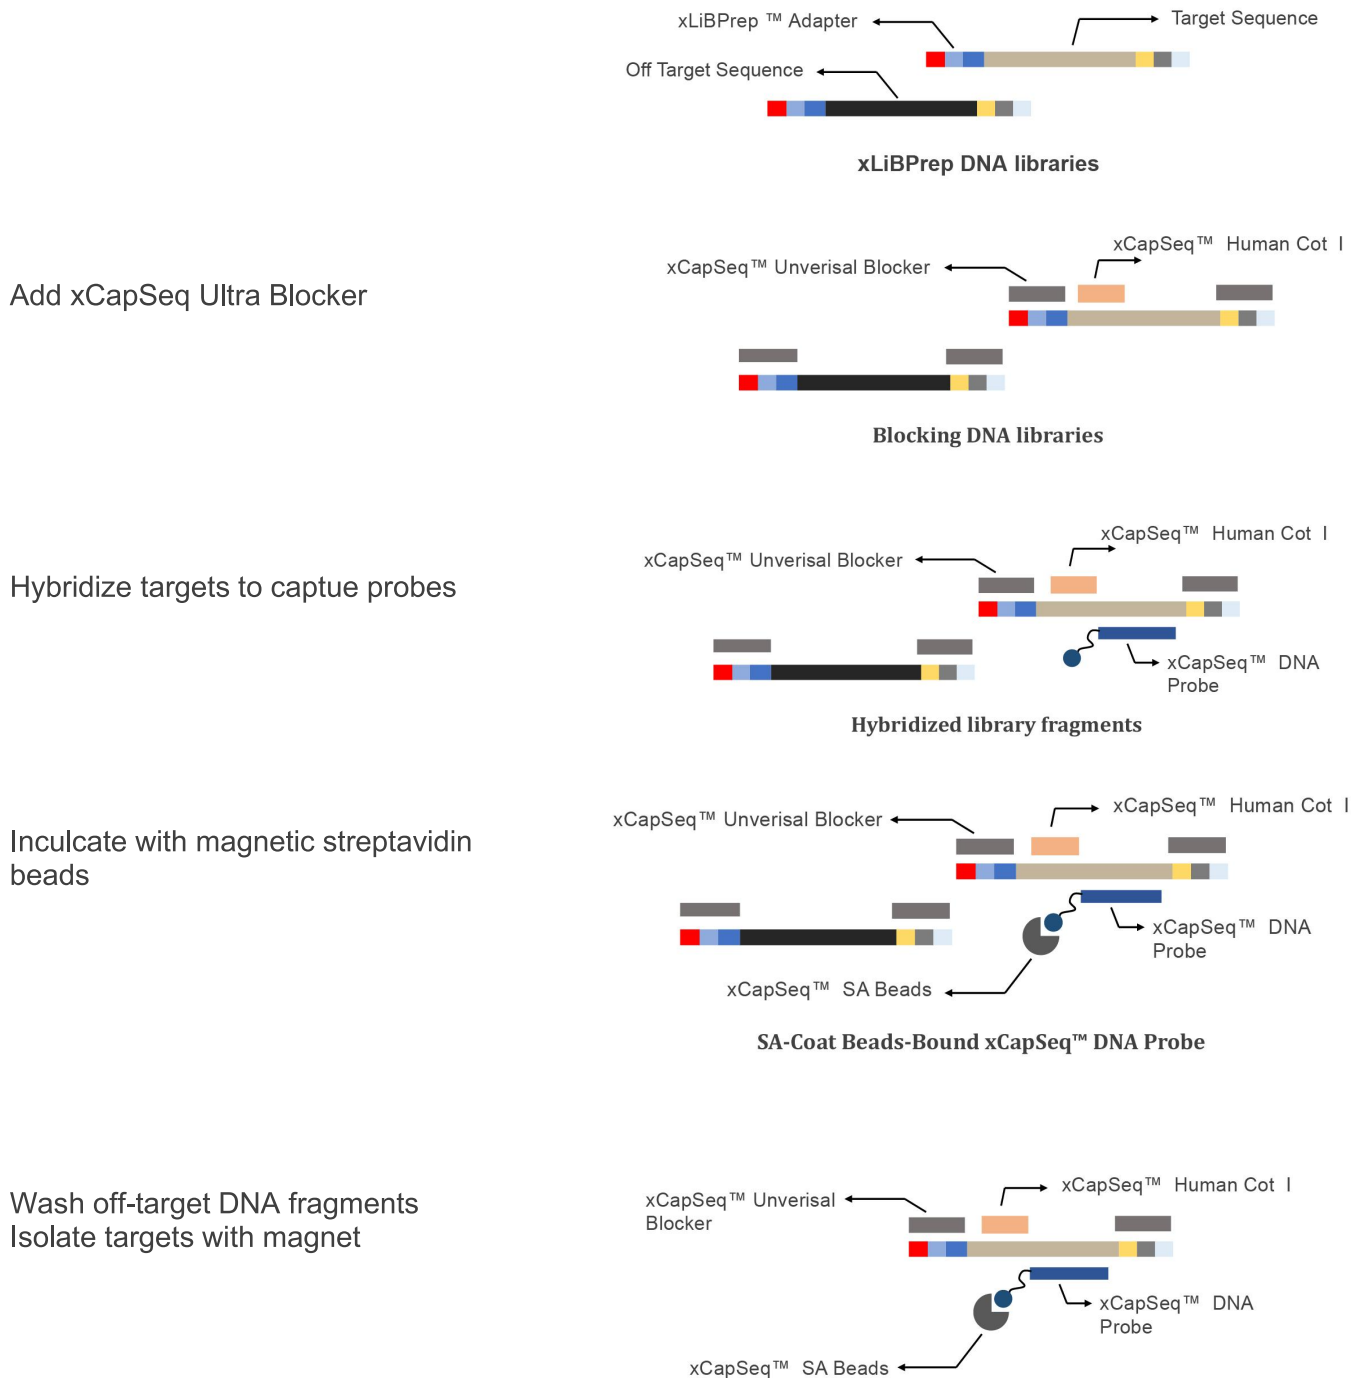 xLiBPrep ™ Adapter
Target Sequence
Off Target Sequence
xLiBPrep DNA libraries
Add xCapSeq Ultra Blocker
xCapSeq™ Unverisal Blocker
xCapSeq™ Human Cot I
Blocking DNA libraries
Hybridize targets to captue probes
xCapSeq™ Unverisal Blocker
xCapSeq™ Human Cot I
xCapSeq™ DNA
Probe
Hybridized library fragments
Inculcate with magnetic streptavidin
beads
xCapSeq™ Unverisal Blocker
xCapSeq™ Human Cot I
xCapSeq™ DNA
Probe
xCapSeq™ SA Beads
SA-Coat Beads-Bound xCapSeq™ DNA Probe
Wash off-target DNA fragments
Isolate targets with magnet
xCapSeq™ Unverisal
Blocker
xCapSeq™ Human Cot I
xCapSeq™ DNA
Probe
xCapSeq™ SA Beads